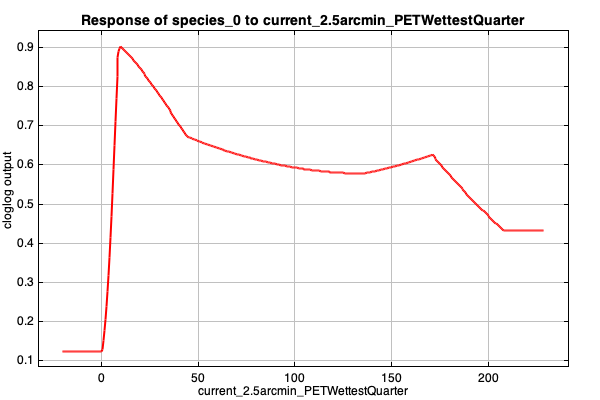 Response of species_0 to current_2.5arcmin_PETWettestQuarter
cloglog output
0.9
0.8
0.7
0.6
0.5
0.4
0.3
0.2
0.1
0 50 100 150 200
current_2.5arcmin_PETWettestQuarter